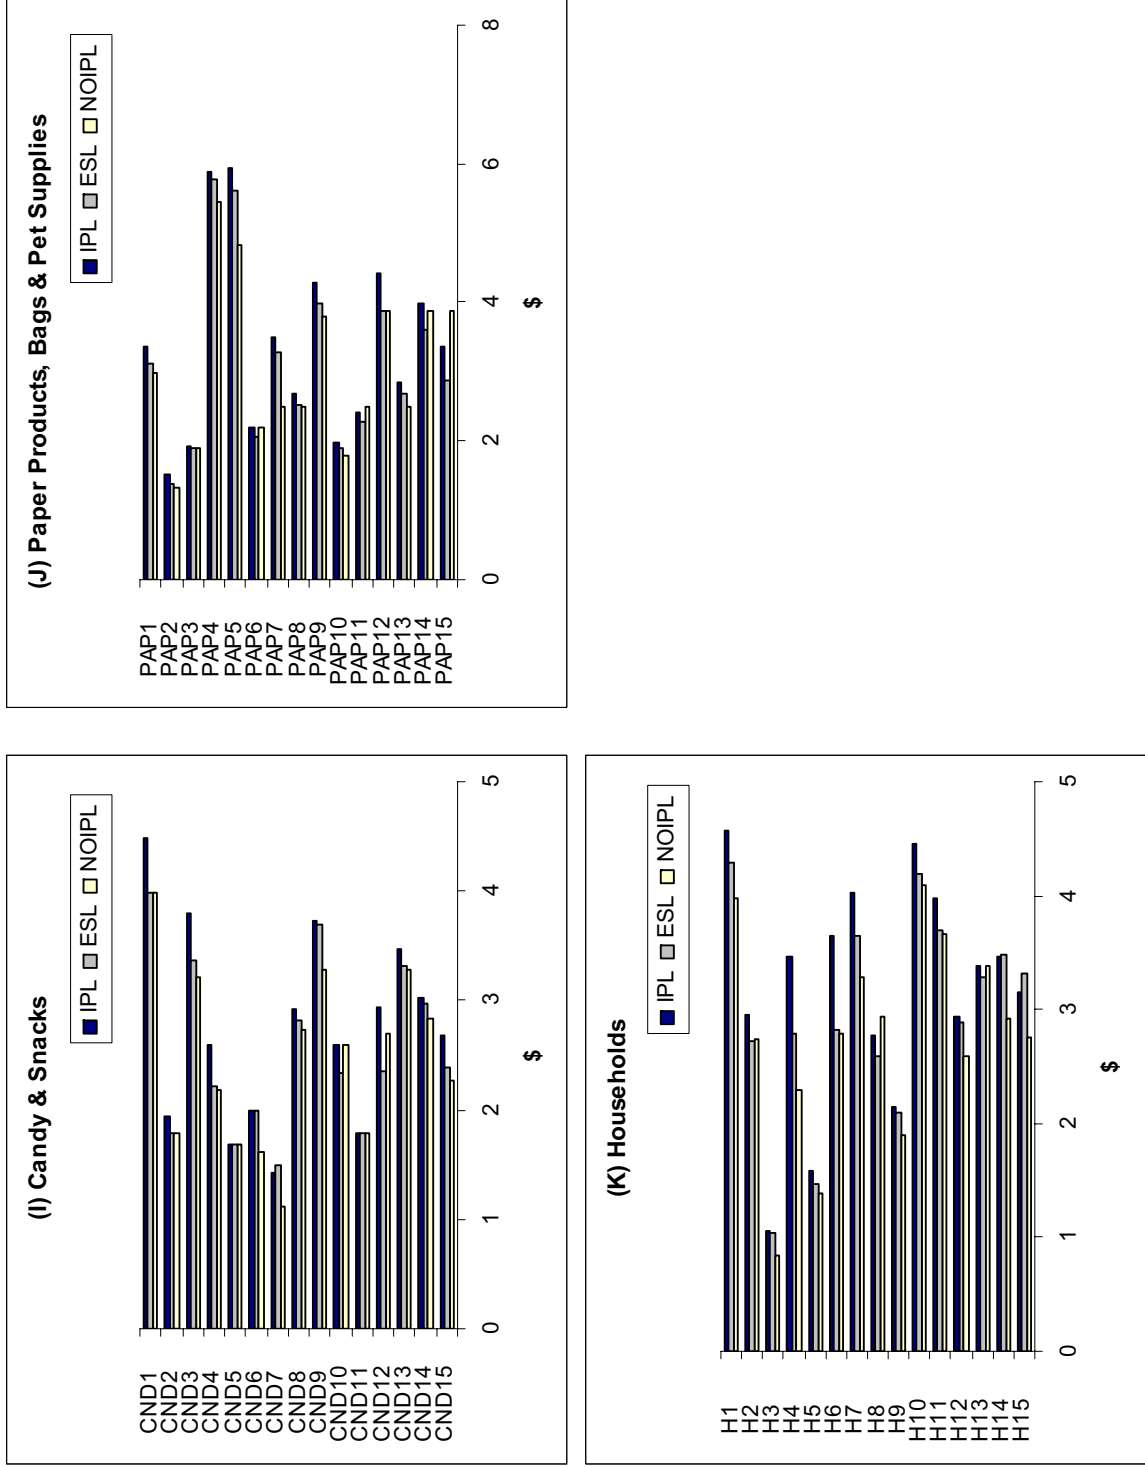 (J) Paper Products, Bags & Pet Supplies
IPL ESL NOIPL
PAP1
PAP2
PAP3
PAP4
PAP5
PAP6
PAP7
PAP8
PAP9
PAP10
PAP11
PAP12
PAP13
PAP14
PAP15
0 2 4 6 8
$
(I) Candy & Snacks
IPL ESL NOIPL
CND1
CND2
CND3
CND4
CND5
CND6
CND7
CND8
CND9
CND10
CND11
CND12
CND13
CND14
CND15
0 1 2 3 4 5
$
(K) Households
IPL ESL NOIPL
H1
H2
H3
H4
H5
H6
H7
H8
H9
H10
H11
H12
H13
H14
H15
0 1 2 3 4 5
$